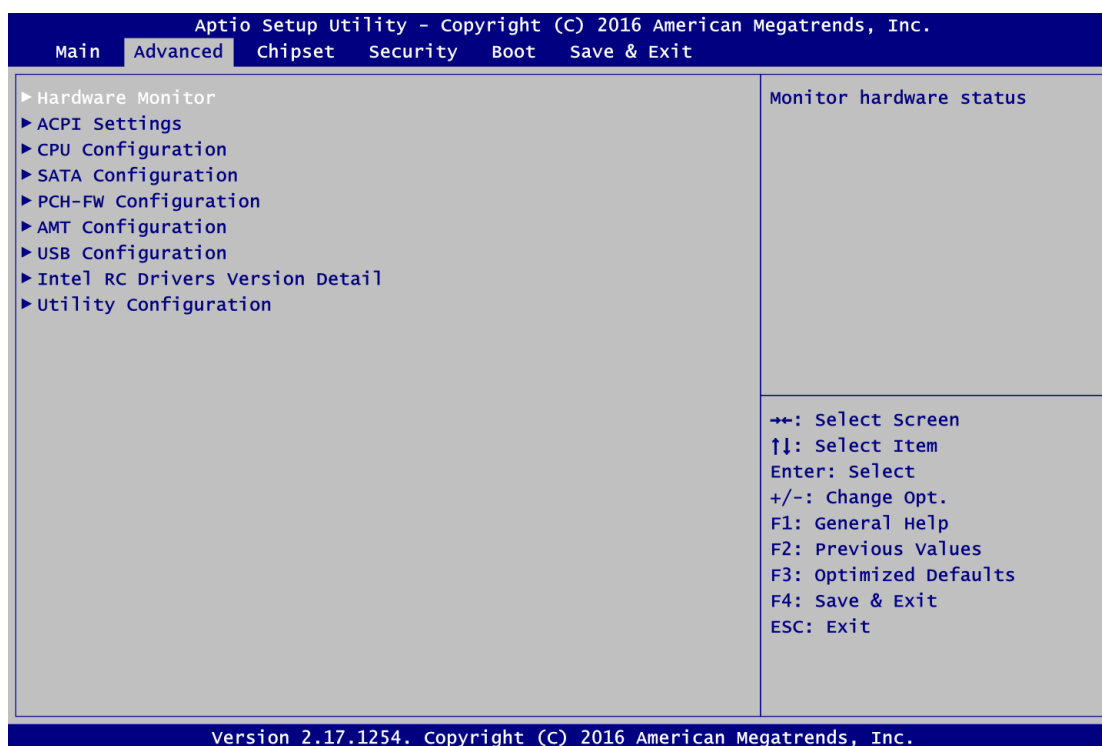 Aptio Setup Utility - Copyright (C) 2016 American Megatrends, Inc.
Main Advanced Chipset Security Boot Save & Exit
▶Hardware Monitor
▶ACPI Settings
▶CPU Configuration
▶SATA Configuration
▶PCH-FW Configuration
▶AMT Configuration
▶USB Configuration
▶Intel RC Drivers Version Detail
▶Utility Configuration
Monitor hardware status
→←: Select Screen
↑↓: Select Item
Enter: Select
+/-: Change Opt.
F1: General Help
F2: Previous Values
F3: Optimized Defaults
F4: Save & Exit
ESC: Exit
Version 2.17.1254. Copyright (C) 2016 American Megatrends, Inc.